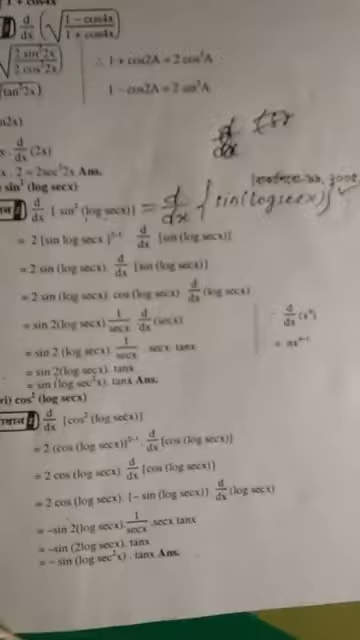 1 + cos4x
d/dx (√(1 − cos4x / 1 + cos4x))
√(2 sin²2x / 2 cos²2x) ∴ 1 + cos2A = 2 cos²A
(tan²2x) 1 − cos2A = 2 sin²A
n2x)
x · d/dx (2x)
x . 2 = 2sec²2x Ans.
sin² (log secx)
d/dx [ sin² (log secx)] = d/dx { sin(log secx)}
= 2 [sin log secx ]²⁻¹ d/dx [sin (log secx)]
= 2 sin (log secx). d/dx [sin (log secx)]
= 2 sin (log secx). cos (log secx) d/dx (log secx)
= sin 2(log secx) 1/secx . d/dx (secx) ∵ d/dx (xⁿ)
= sin 2 (log secx) 1/secx . secx. tanx = nxⁿ⁻¹
= sin 2(log secx). tanx
= sin (log sec²x). tanx Ans.
ri) cos² (log secx)
d/dx [cos² (log secx)]
= 2 (cos (log secx)]²⁻¹ . d/dx [cos (log secx)]
= 2 cos (log secx) d/dx [cos (log secx)]
= 2 cos (log secx). [− sin (log secx)] d/dx (log secx)
= −sin 2(log secx). 1/secx .secx tanx
= −sin (2log secx). tanx
= − sin (log sec²x) . tanx Ans.